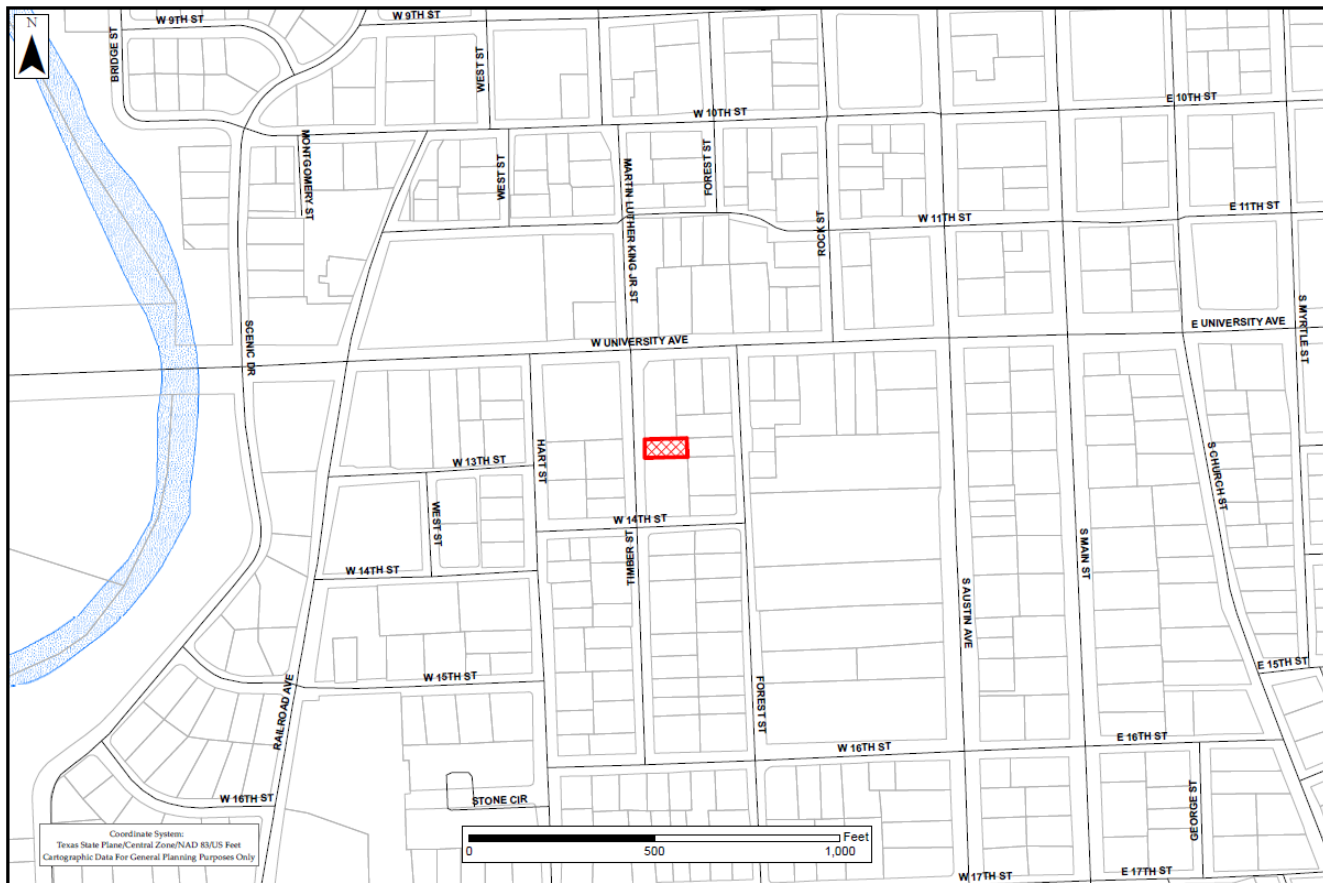 W 9TH ST
W 9TH ST
N
BRIDGE ST
WEST ST
E 10TH ST
W 10TH ST
MONTGOMERY ST
WEST ST
MARTIN LUTHER KING JR ST
FOREST ST
E 11TH ST
W 11TH ST
ROCK ST
S MYRTLE ST
E UNIVERSITY AVE
SCENIC DR
W UNIVERSITY AVE
HART ST
W 13TH ST
S CHURCH ST
WEST ST
W 14TH ST
TIMBER ST
S MAIN ST
W 14TH ST
S AUSTIN AVE
E 15TH ST
W 15TH ST
RAILROAD AVE
FOREST ST
E 16TH ST
W 16TH ST
GEORGE ST
W 16TH ST
STONE CIR
Coordinate System:
Texas State Plane/Central Zone/NAD 83/US Feet
Cartographic Data For General Planning Purposes Only
Feet
0 500 1,000
W 17TH ST
E 17TH ST